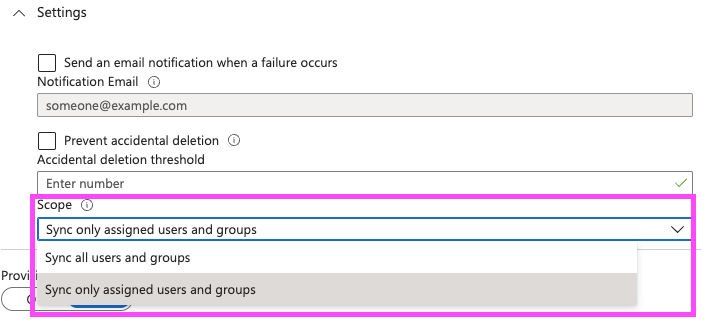 Settings
Send an email notification when a failure occurs
Notification Email
someone@example.com
Prevent accidental deletion
Accidental deletion threshold
Enter number
Scope
Sync only assigned users and groups
Sync all users and groups
Sync only assigned users and groups